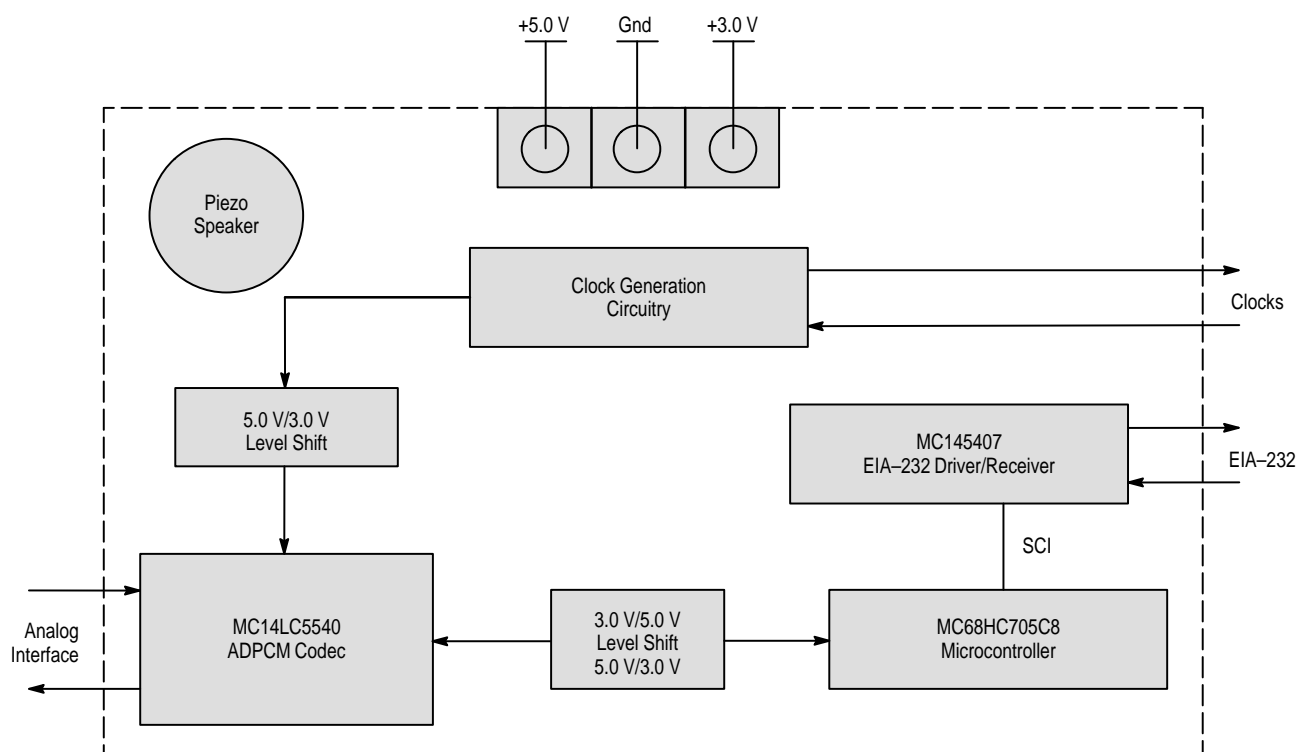 +5.0 V
Gnd
+3.0 V
Piezo
Speaker
Clock Generation
Circuitry
Clocks
5.0 V/3.0 V
Level Shift
MC145407
EIA–232 Driver/Receiver
EIA–232
SCI
Analog
Interface
MC14LC5540
ADPCM Codec
3.0 V/5.0 V
Level Shift
5.0 V/3.0 V
MC68HC705C8
Microcontroller